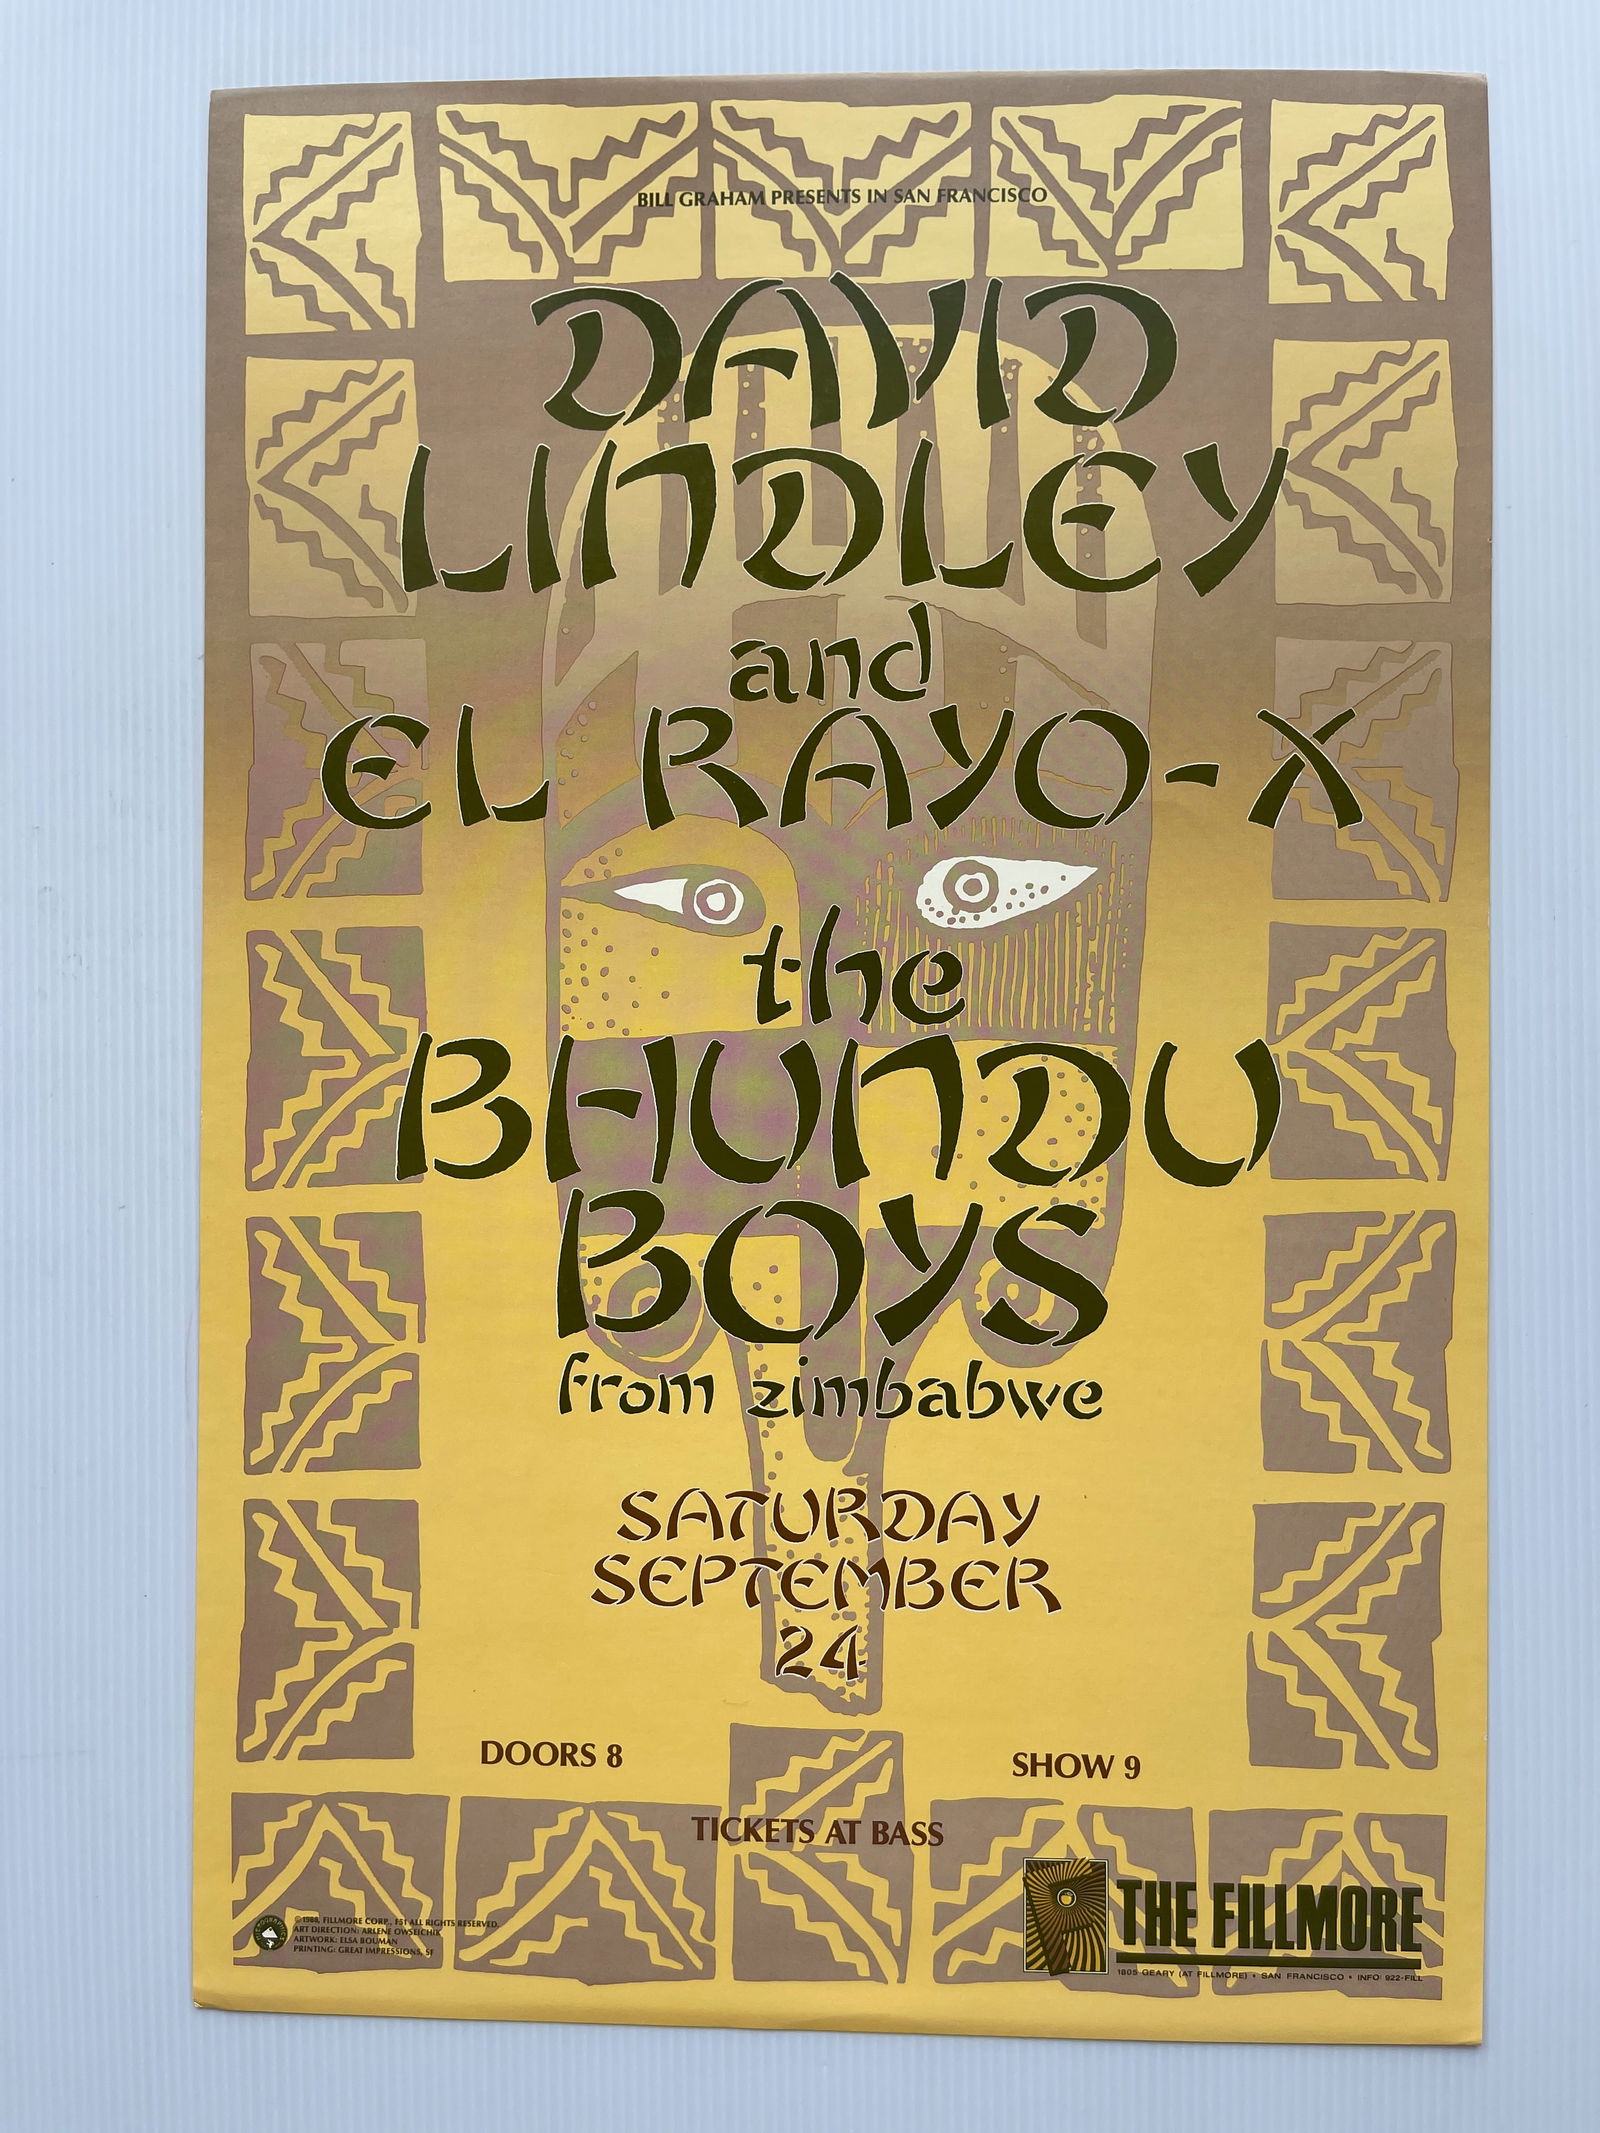 BILL GRAHAM PRESENTS IN SAN FRANCISCO
DAVID
LINDLEY
and
EL RAYO-X
the
BHUNDU
BOYS
from zimbabwe
SATURDAY
SEPTEMBER
24
DOORS 8
SHOW 9
TICKETS AT BASS
©1988, FILLMORE CORP., F51 ALL RIGHTS RESERVED.
ART DIRECTION: ARLENE OWSEICHIK
ARTWORK: ELSA BOUMAN
PRINTING: GREAT IMPRESSIONS, SF
THE FILLMORE
1805 GEARY (AT FILLMORE) • SAN FRANCISCO • INFO: 922-FILL